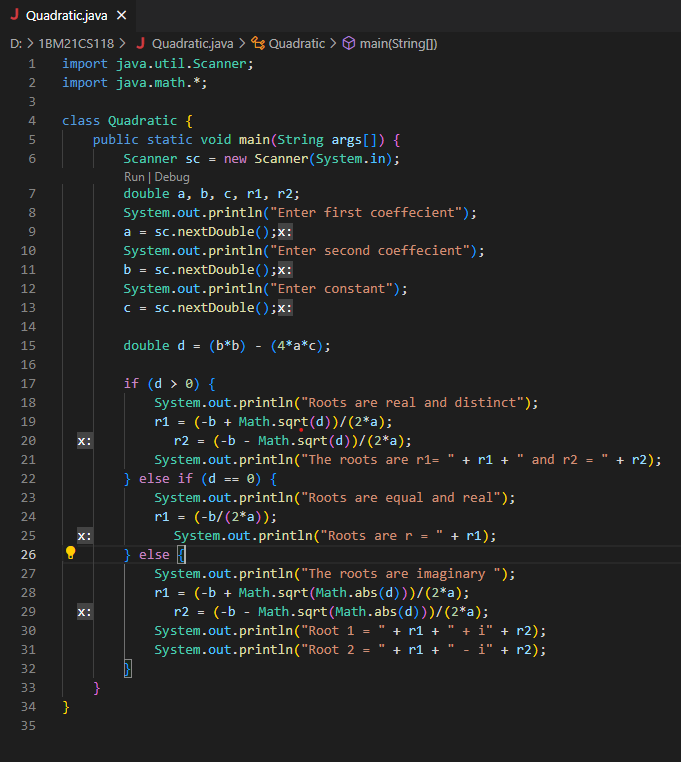 J Quadratic.java ×
D: > 1BM21CS118 > J Quadratic.java > Quadratic > main(String[])
1 import java.util.Scanner;
2 import java.math.*;
3
4 class Quadratic {
5 public static void main(String args[]) {
6 Scanner sc = new Scanner(System.in);
Run | Debug
7 double a, b, c, r1, r2;
8 System.out.println("Enter first coeffecient");
9 a = sc.nextDouble();x:
10 System.out.println("Enter second coeffecient");
11 b = sc.nextDouble();x:
12 System.out.println("Enter constant");
13 c = sc.nextDouble();x:
14
15 double d = (b*b) - (4*a*c);
16
17 if (d > 0) {
18 System.out.println("Roots are real and distinct");
19 r1 = (-b + Math.sqrt(d))/(2*a);
20 x: r2 = (-b - Math.sqrt(d))/(2*a);
21 System.out.println("The roots are r1= " + r1 + " and r2 = " + r2);
22 } else if (d == 0) {
23 System.out.println("Roots are equal and real");
24 r1 = (-b/(2*a));
25 x: System.out.println("Roots are r = " + r1);
26 } else {
27 System.out.println("The roots are imaginary ");
28 r1 = (-b + Math.sqrt(Math.abs(d)))/(2*a);
29 x: r2 = (-b - Math.sqrt(Math.abs(d)))/(2*a);
30 System.out.println("Root 1 = " + r1 + " + i" + r2);
31 System.out.println("Root 2 = " + r1 + " - i" + r2);
32 }
33 }
34 }
35